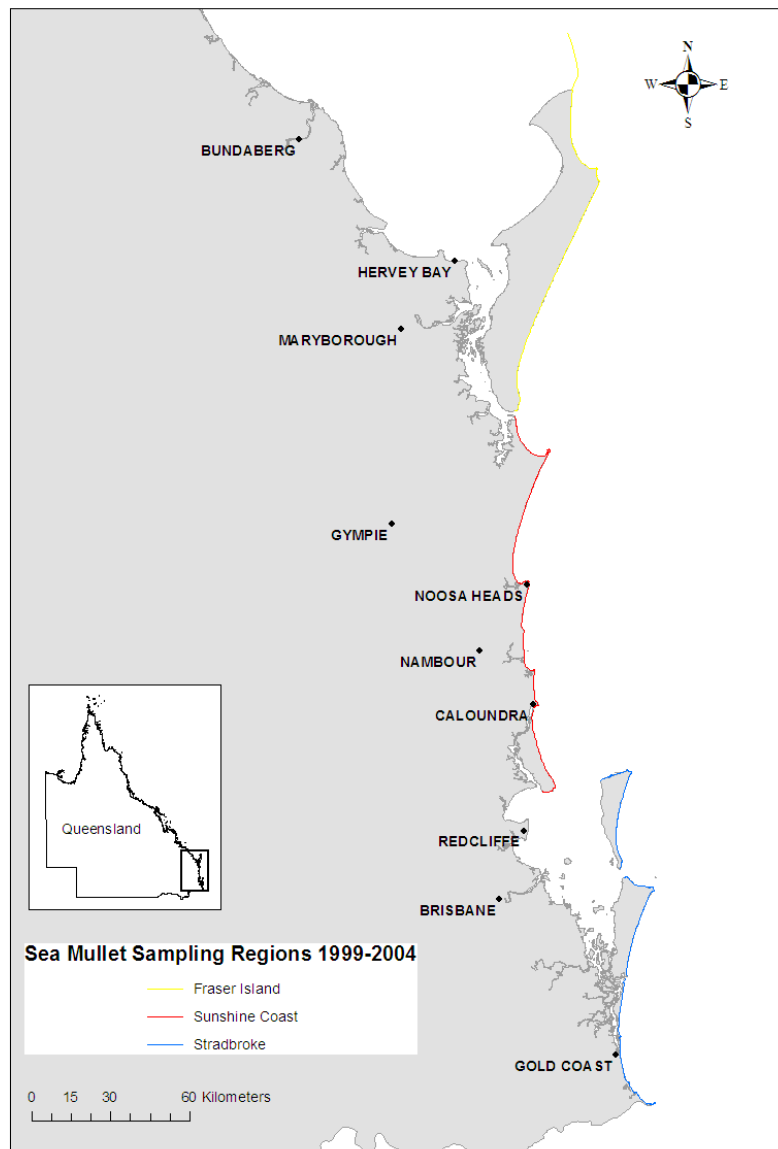 N
W E
S
BUNDABERG
HERVEY BAY
MARYBOROUGH
GYMPIE
NOOSA HEADS
NAMBOUR
CALOUNDRA
Queensland
REDCLIFFE
BRISBANE
Sea Mullet Sampling Regions 1999-2004
Fraser Island
Sunshine Coast
Stradbroke
GOLD COAST
0 15 30 60 Kilometers